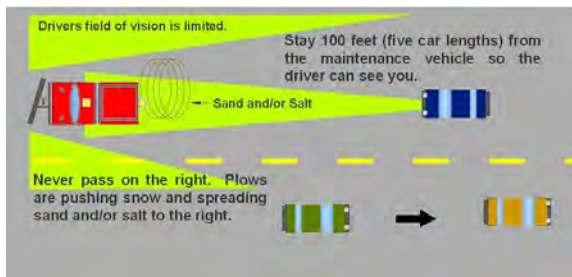 Drivers field of vision is limited.
Stay 100 feet (five car lengths) from
the maintenance vehicle so the
driver can see you.
Sand and/or Salt
Never pass on the right. Plows
are pushing snow and spreading
sand and/or salt to the right.